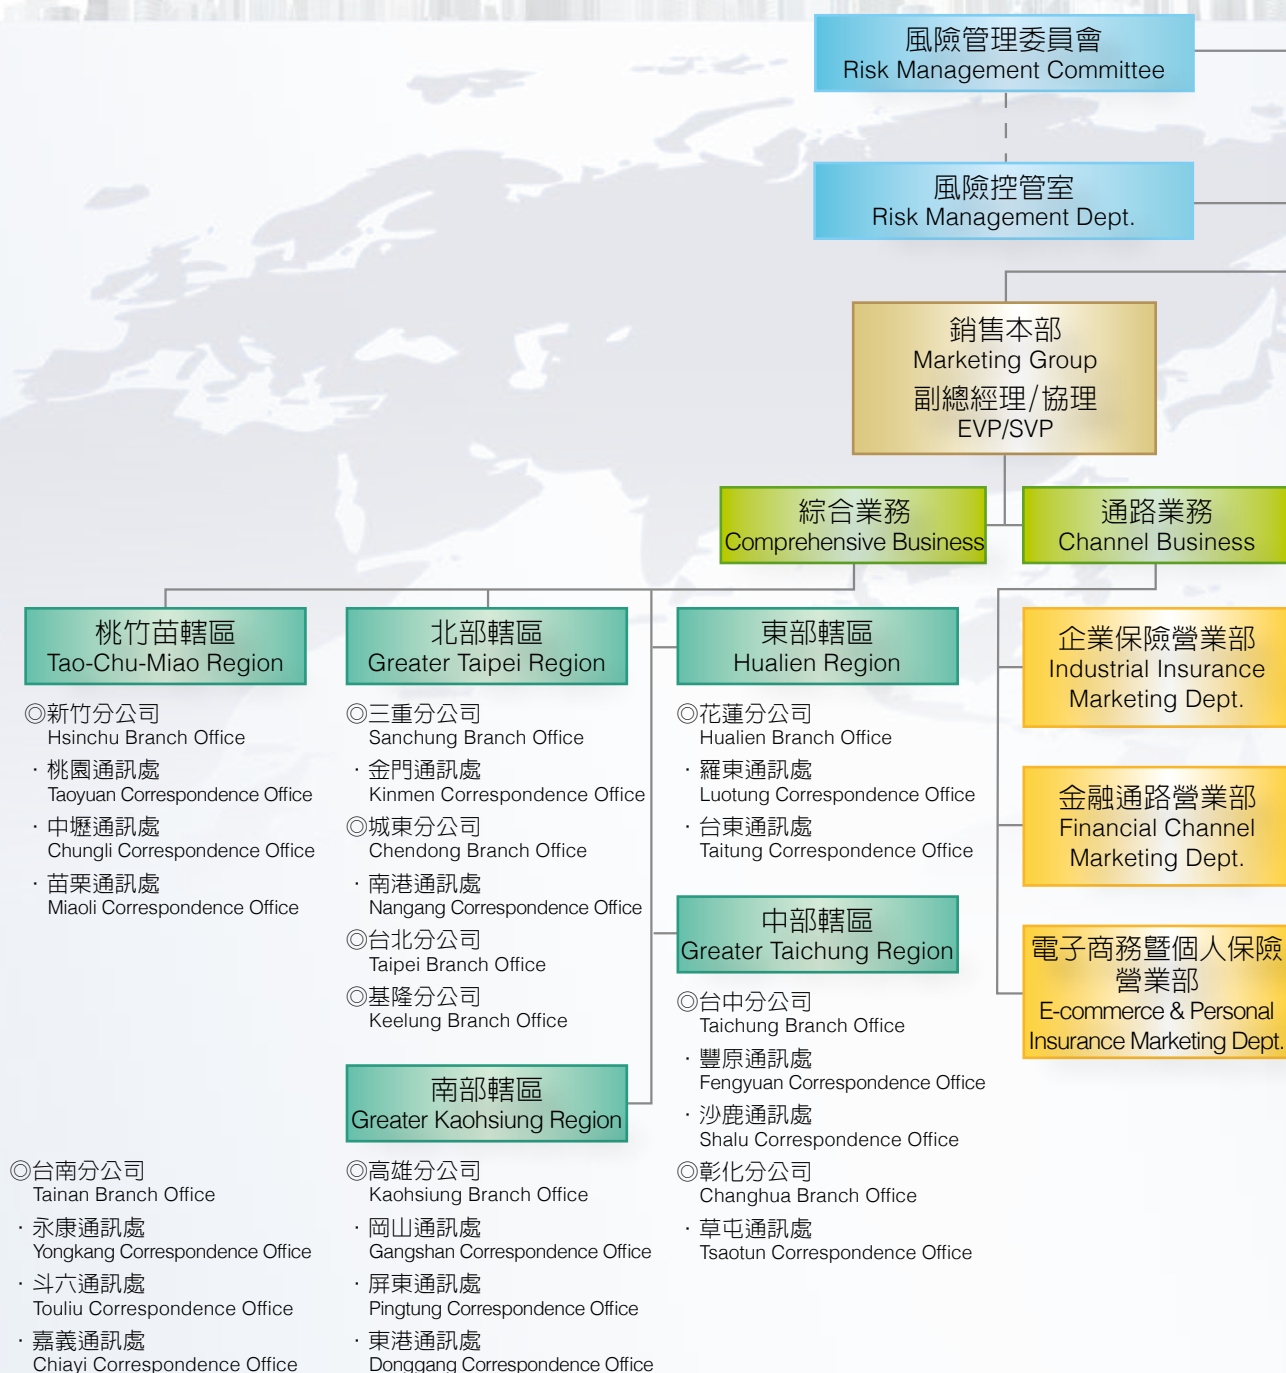 風險管理委員會
Risk Management Committee
風險控管室
Risk Management Dept.
銷售本部
Marketing Group
副總經理/協理
EVP/SVP
綜合業務
Comprehensive Business
通路業務
Channel Business
桃竹苗轄區
Tao-Chu-Miao Region
◎新竹分公司
Hsinchu Branch Office
·桃園通訊處
Taoyuan Correspondence Office
·中壢通訊處
Chungli Correspondence Office
·苗栗通訊處
Miaoli Correspondence Office
北部轄區
Greater Taipei Region
◎三重分公司
Sanchung Branch Office
·金門通訊處
Kinmen Correspondence Office
◎城東分公司
Chendong Branch Office
·南港通訊處
Nangang Correspondence Office
◎台北分公司
Taipei Branch Office
◎基隆分公司
Keelung Branch Office
東部轄區
Hualien Region
◎花蓮分公司
Hualien Branch Office
·羅東通訊處
Luotung Correspondence Office
·台東通訊處
Taitung Correspondence Office
中部轄區
Greater Taichung Region
◎台中分公司
Taichung Branch Office
·豐原通訊處
Fengyuan Correspondence Office
·沙鹿通訊處
Shalu Correspondence Office
◎彰化分公司
Changhua Branch Office
·草屯通訊處
Tsaotun Correspondence Office
南部轄區
Greater Kaohsiung Region
◎台南分公司
Tainan Branch Office
·永康通訊處
Yongkang Correspondence Office
·斗六通訊處
Touliu Correspondence Office
·嘉義通訊處
Chiayi Correspondence Office
◎高雄分公司
Kaohsiung Branch Office
·岡山通訊處
Gangshan Correspondence Office
·屏東通訊處
Pingtung Correspondence Office
·東港通訊處
Donggang Correspondence Office
企業保險營業部
Industrial Insurance
Marketing Dept.
金融通路營業部
Financial Channel
Marketing Dept.
電子商務暨個人保險
營業部
E-commerce & Personal
Insurance Marketing Dept.